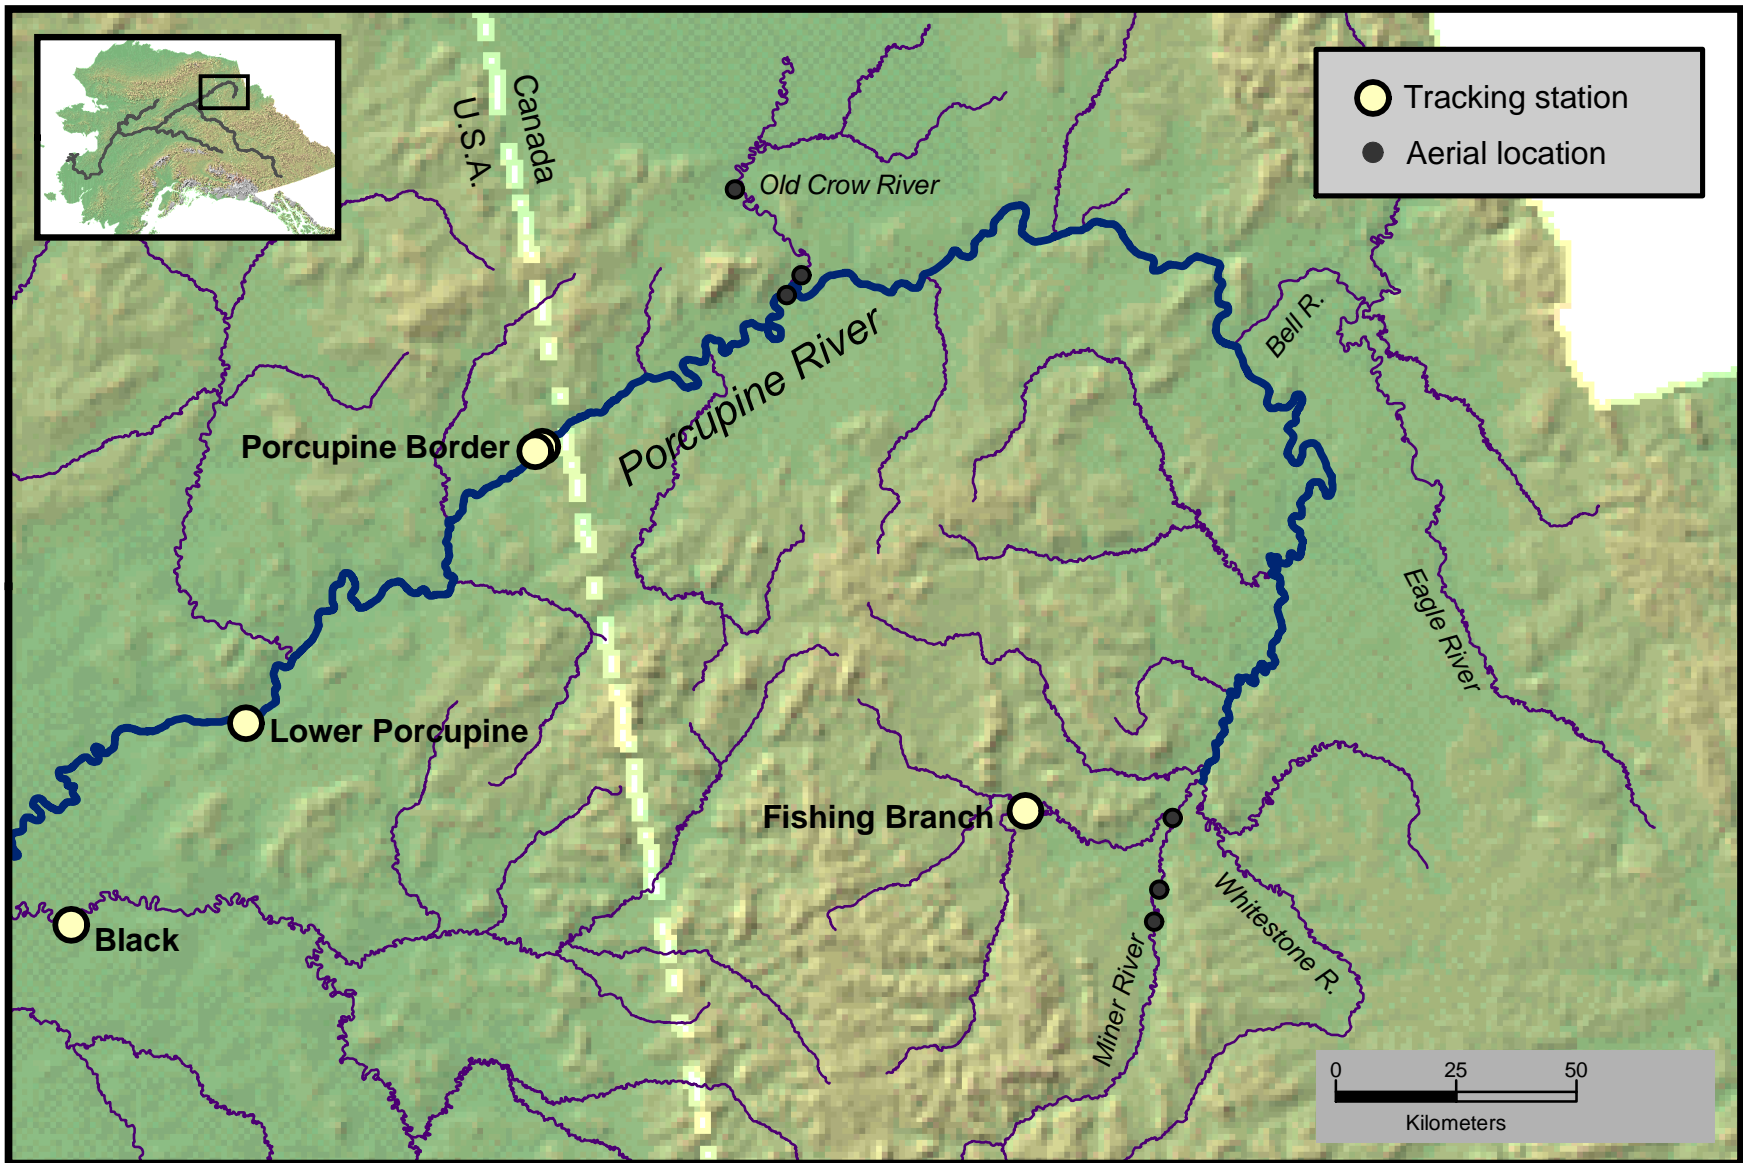 Canada
U.S.A.
Tracking station
Aerial location
Old Crow River
Bell R.
Porcupine River
Porcupine Border
Eagle River
Lower Porcupine
Fishing Branch
Whitestone R.
Black
Miner River
0 25 50
Kilometers